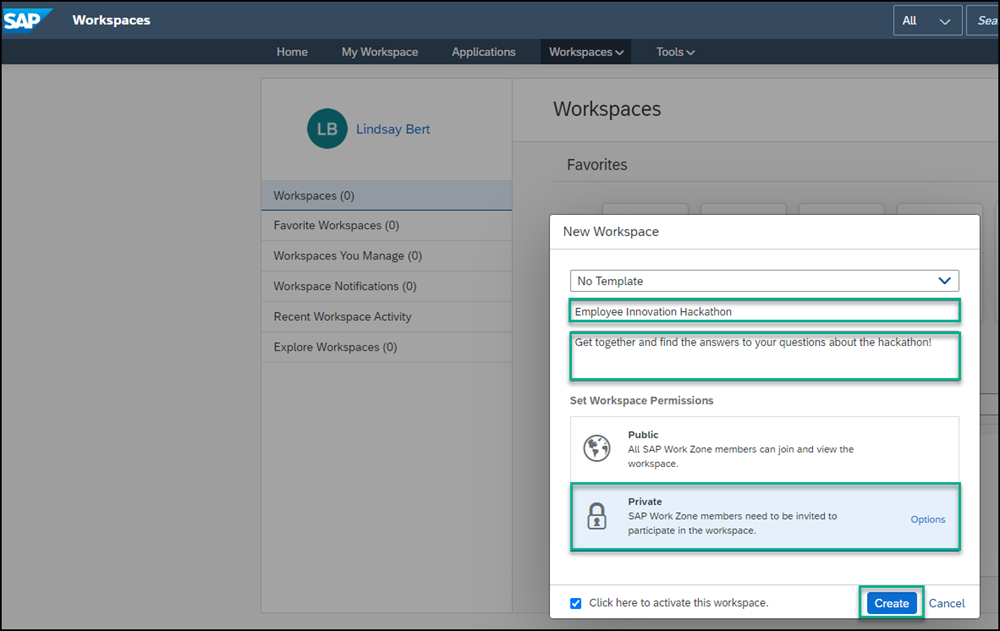 SAP
Workspaces
All
Sea
Home
My Workspace
Applications
Workspaces
Tools
LB
Lindsay Bert
Workspaces (0)
Favorite Workspaces (0)
Workspaces You Manage (0)
Workspace Notifications (0)
Recent Workspace Activity
Explore Workspaces (0)
Workspaces
Favorites
New Workspace
No Template
Employee Innovation Hackathon
Get together and find the answers to your questions about the hackathon!
Set Workspace Permissions
Public
All SAP Work Zone members can join and view the
workspace.
Private
SAP Work Zone members need to be invited to
participate in the workspace.
Options
Click here to activate this workspace.
Create
Cancel